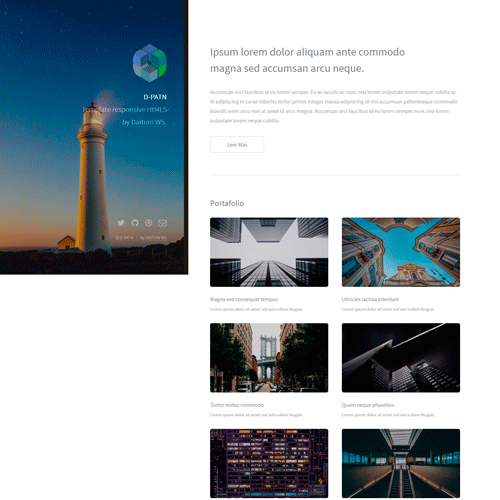 D-PATN
Template responsive HTML5
by Daitum WS.
© D-PATN | By DAITUM WS
Ipsum lorem dolor aliquam ante commodo
magna sed accumsan arcu neque.
Accumsan orci faucibus id eu lorem semper. Eu ac iaculis ac nunc nisi lorem vulputate lorem neque cubilia ac
in adipiscing in curae lobortis tortor primis integer massa adipiscing id nisi accumsan pellentesque commodo
blandit enim arcu non at amet id arcu magna. Accumsan orci faucibus id eu lorem semper nunc nisi lorem
vulputate lorem neque cubilia.
Leer Más
Portafolio
Magna sed consequat tempus
Lorem ipsum dolor sit amet nisl sed nullam feugiat.
Ultricies lacinia interdum
Lorem ipsum dolor sit amet nisl sed nullam feugiat.
Tortor metus commodo
Lorem ipsum dolor sit amet nisl sed nullam feugiat.
Quam neque phasellus
Lorem ipsum dolor sit amet nisl sed nullam feugiat.